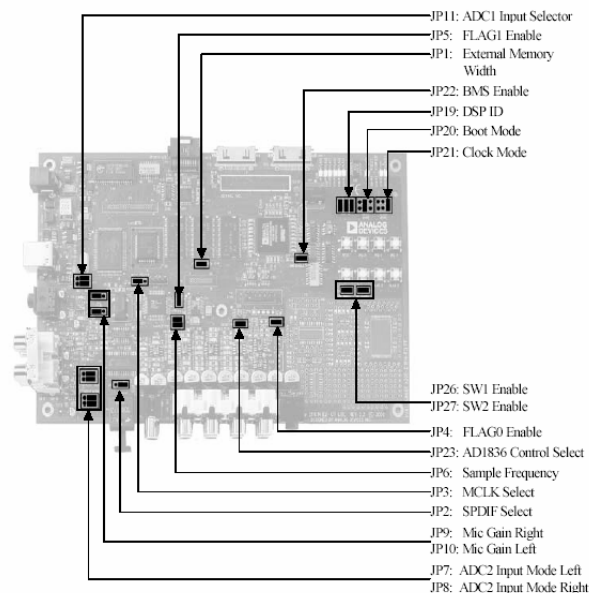 JP11: ADC1 Input Selector
JP5: FLAG1 Enable
JP1: External Memory
Width
JP22: BMS Enable
JP19: DSP ID
JP20: Boot Mode
JP21: Clock Mode
ANALOG
DEVICES
JP26: SW1 Enable
JP27: SW2 Enable
JP4: FLAG0 Enable
JP23: AD1836 Control Select
JP6: Sample Frequency
JP3: MCLK Select
JP2: SPDIF Select
JP9: Mic Gain Right
JP10: Mic Gain Left
JP7: ADC2 Input Mode Left
JP8: ADC2 Input Mode Right